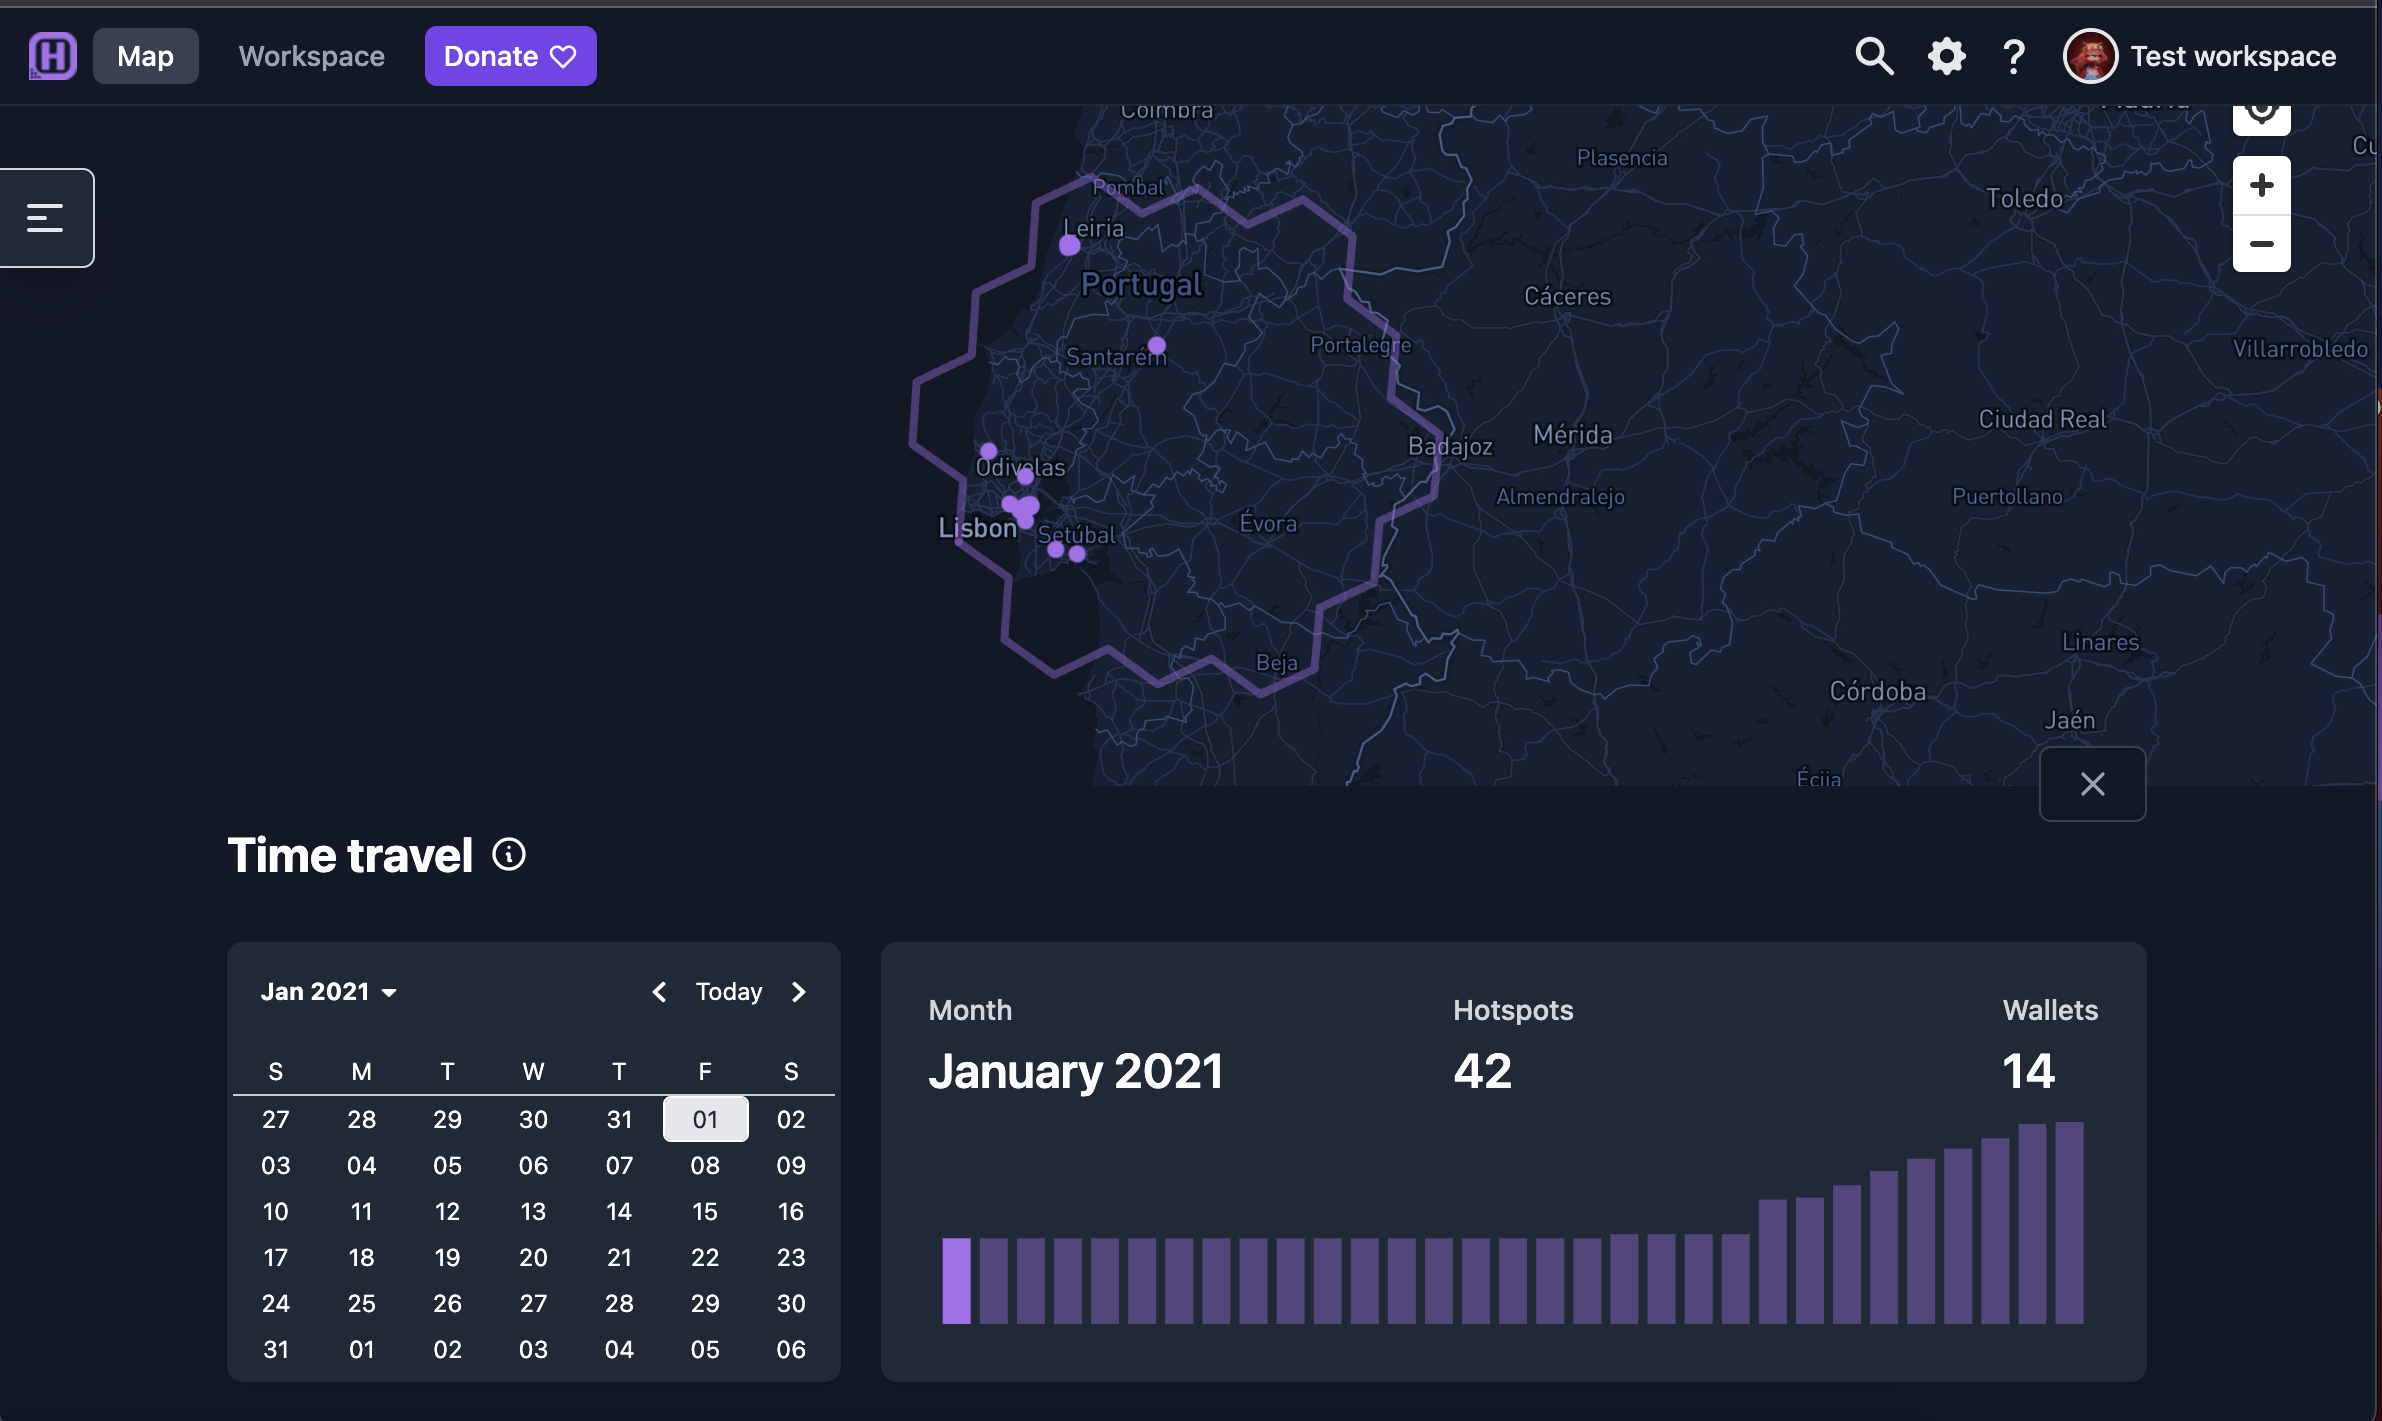 H Map Workspace Donate Test workspace
Coimbra
Plasencia
Pombal
Toledo
Leiria
Portugal
Cáceres
Santarém
Portalegre
Villarrobledo
Ciudad Real
Badajoz
Mérida
Odivelas
Almendralejo
Puertollano
Lisbon
Setúbal
Évora
Linares
Beja
Córdoba
Jaén
Écija
Time travel
Jan 2021
Today
S M T W T F S
27 28 29 30 31 01 02
03 04 05 06 07 08 09
10 11 12 13 14 15 16
17 18 19 20 21 22 23
24 25 26 27 28 29 30
31 01 02 03 04 05 06
Month Hotspots Wallets
January 2021 42 14